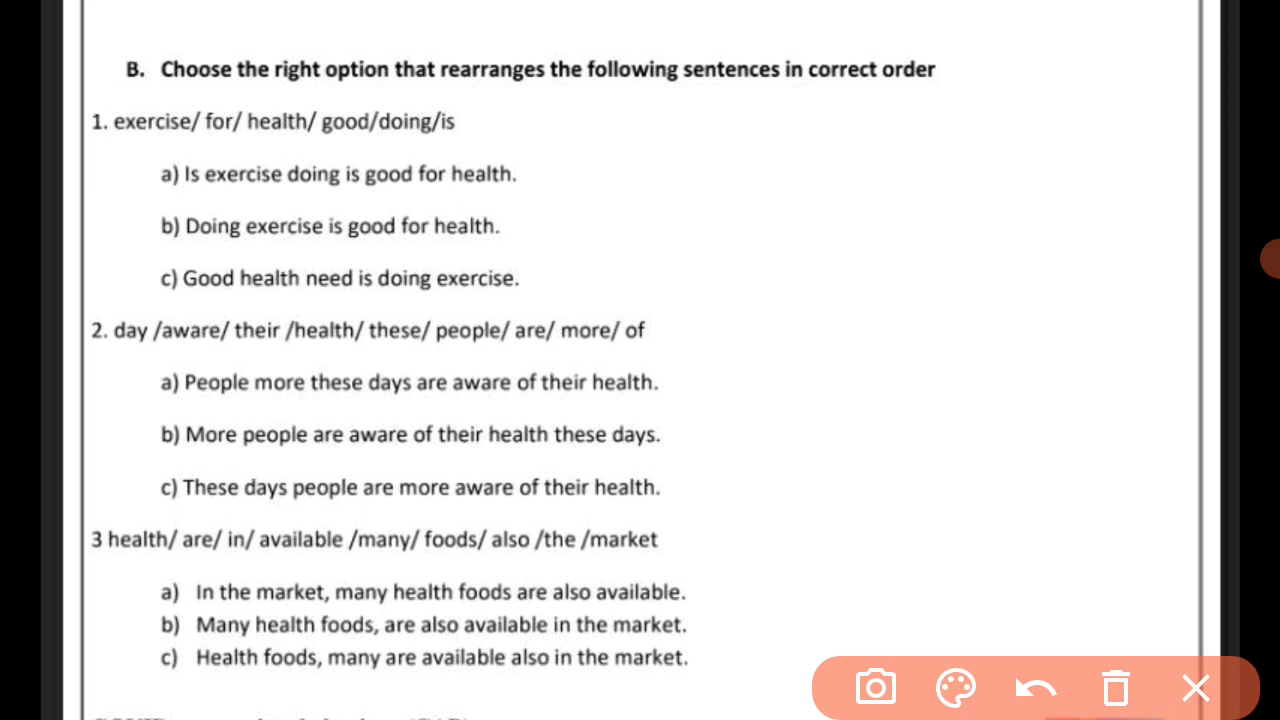 B. Choose the right option that rearranges the following sentences in correct order
1. exercise/ for/ health/ good/doing/is
a) Is exercise doing is good for health.
b) Doing exercise is good for health.
c) Good health need is doing exercise.
2. day /aware/ their /health/ these/ people/ are/ more/ of
a) People more these days are aware of their health.
b) More people are aware of their health these days.
c) These days people are more aware of their health.
3 health/ are/ in/ available /many/ foods/ also /the /market
a) In the market, many health foods are also available.
b) Many health foods, are also available in the market.
c) Health foods, many are available also in the market.